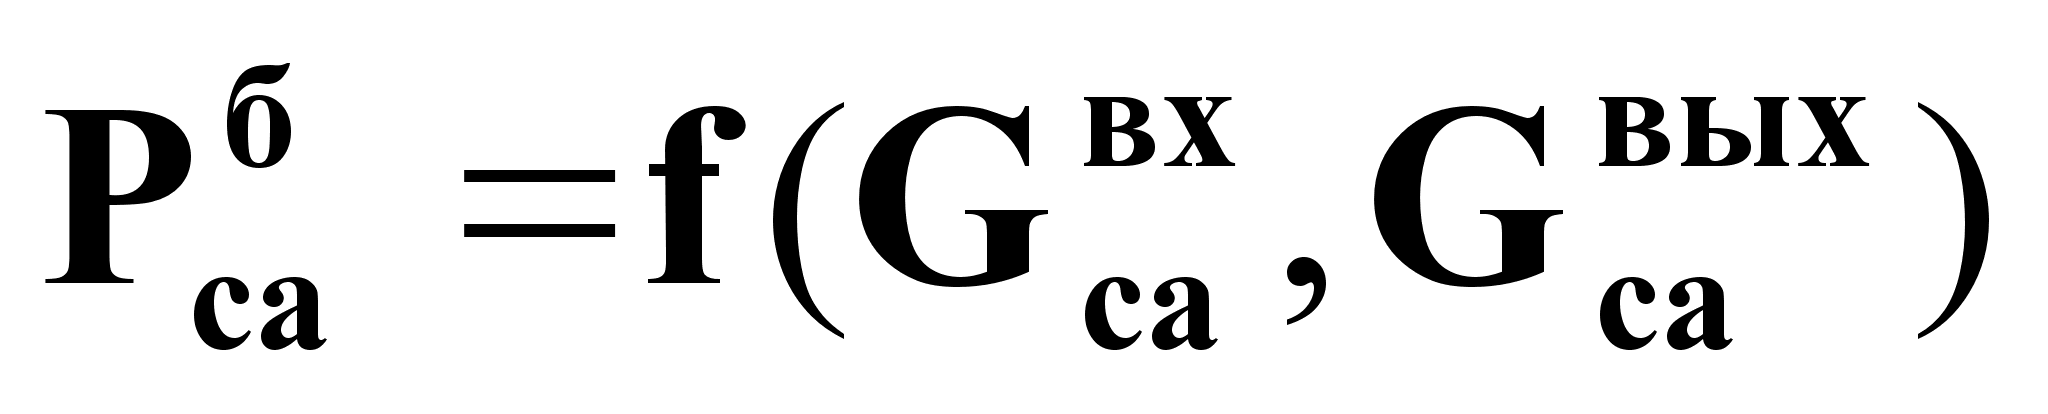 P^б_са = f(G^вх_са, G^вых_са)